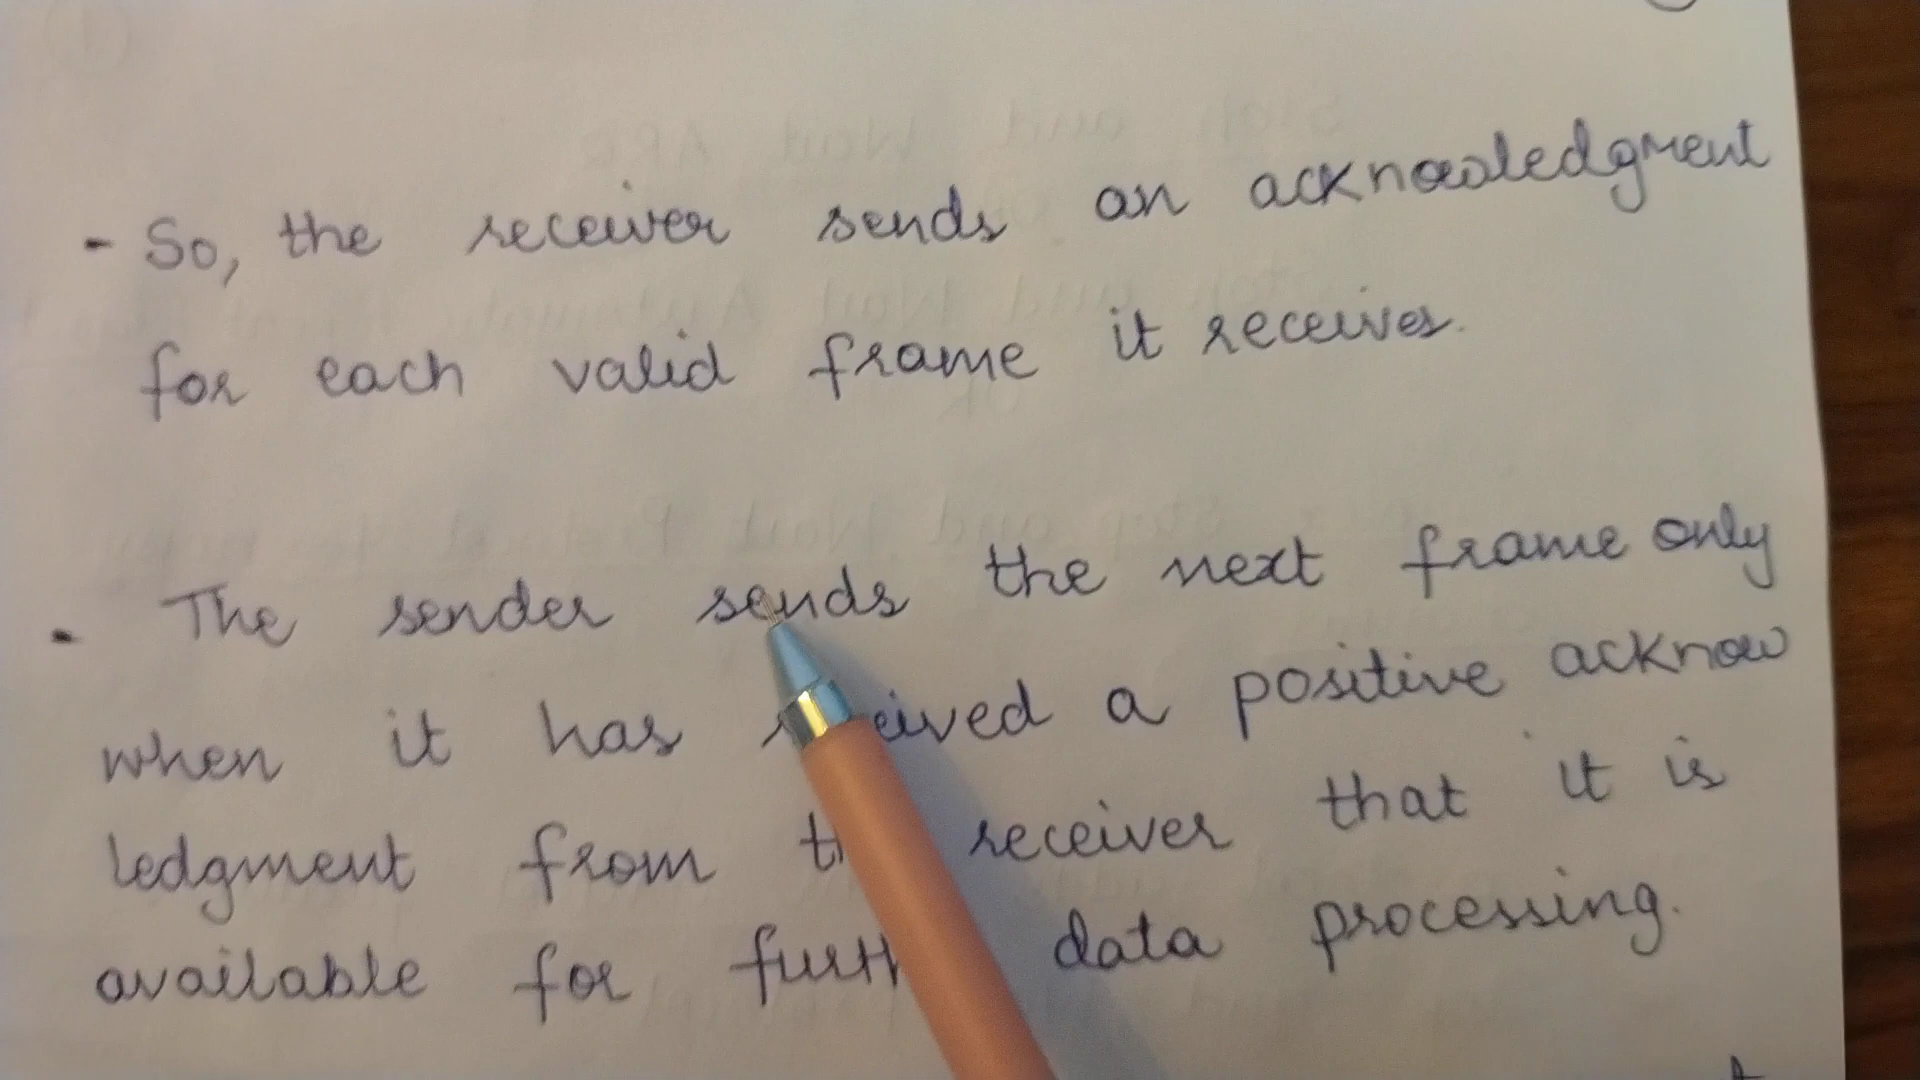 - So, the receiver sends an acknowledgment
for each valid frame it receives.
- The sender sends the next frame only
when it has received a positive acknow
ledgment from receiver that it is
available for data processing.